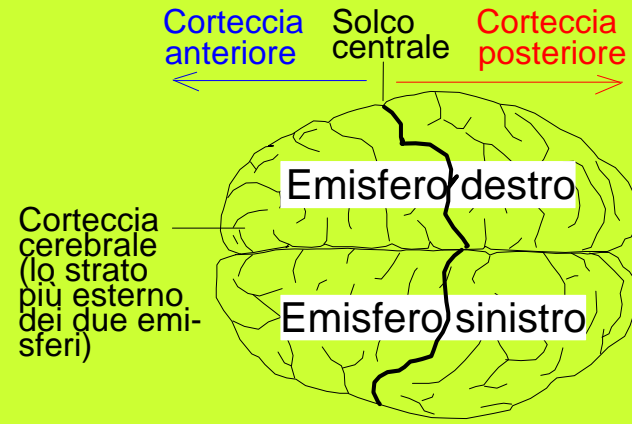 Corteccia
anteriore
Solco
centrale
Corteccia
posteriore
Emisfero destro
Corteccia
cerebrale
(lo strato
più esterno
dei due emi-
sferi)
Emisfero sinistro